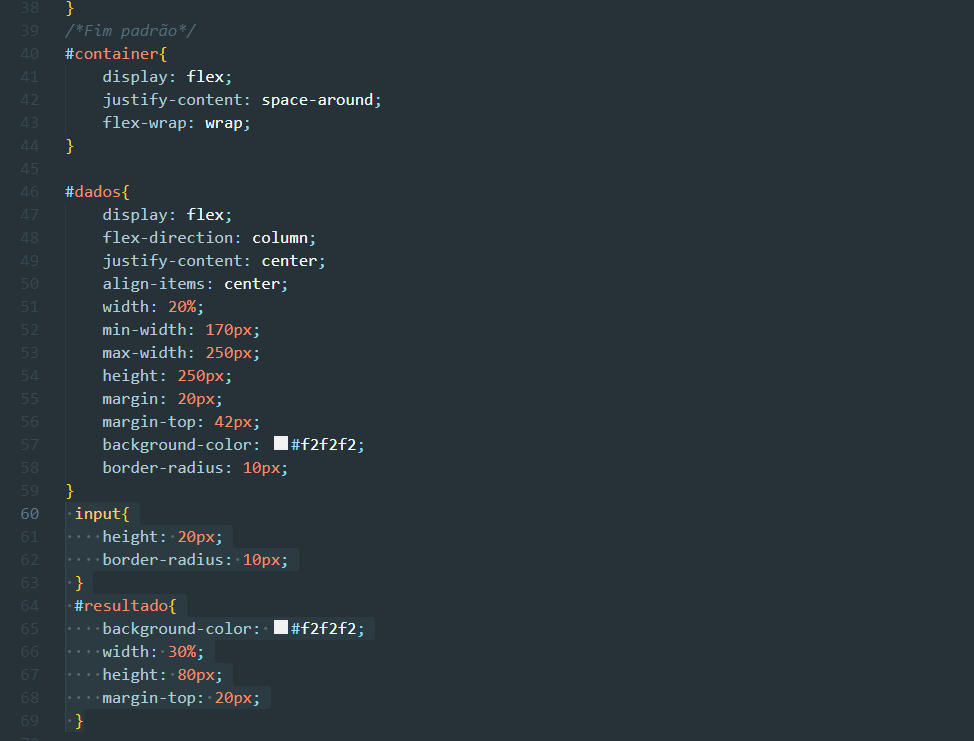 38 }
39 /*Fim padrão*/
40 #container{
41     display: flex;
42     justify-content: space-around;
43     flex-wrap: wrap;
44 }
45
46 #dados{
47     display: flex;
48     flex-direction: column;
49     justify-content: center;
50     align-items: center;
51     width: 20%;
52     min-width: 170px;
53     max-width: 250px;
54     height: 250px;
55     margin: 20px;
56     margin-top: 42px;
57     background-color: #f2f2f2;
58     border-radius: 10px;
59 }
60  input{
61     height: 20px;
62     border-radius: 10px;
63  }
64  #resultado{
65     background-color: #f2f2f2;
66     width: 30%;
67     height: 80px;
68     margin-top: 20px;
69  }